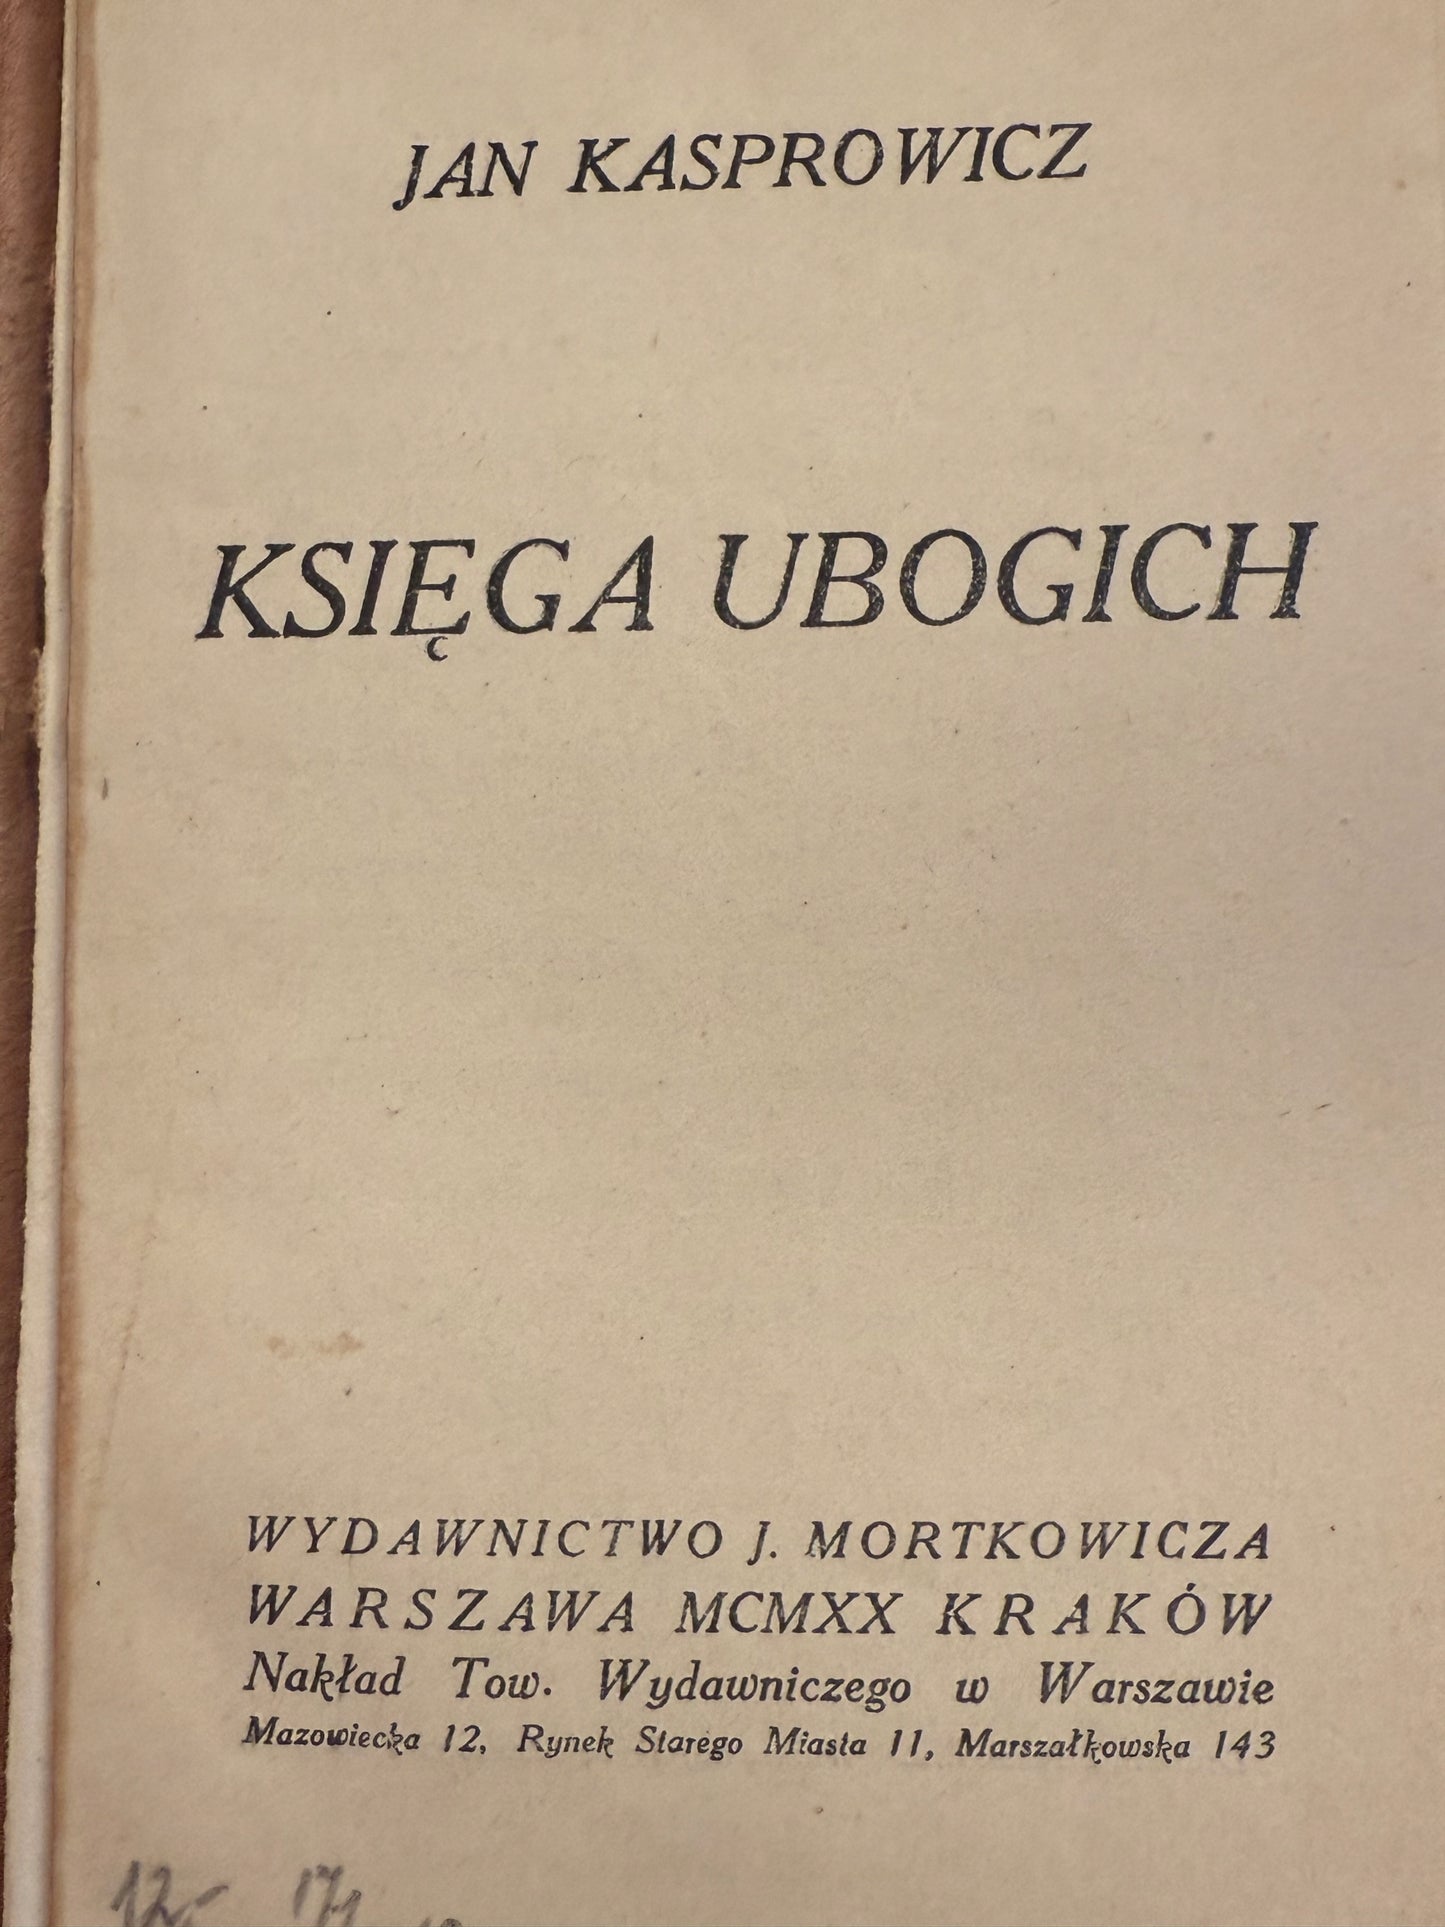 JAN KASPROWICZ
KSIĘGA UBOGICH
WYDAWNICTWO J. MORTKOWICZA
WARSZAWA MCMXX KRAKÓW
Nakład Tow. Wydawniczego w Warszawie
Mazowiecka 12, Rynek Starego Miasta 11, Marszałkowska 143
12,-